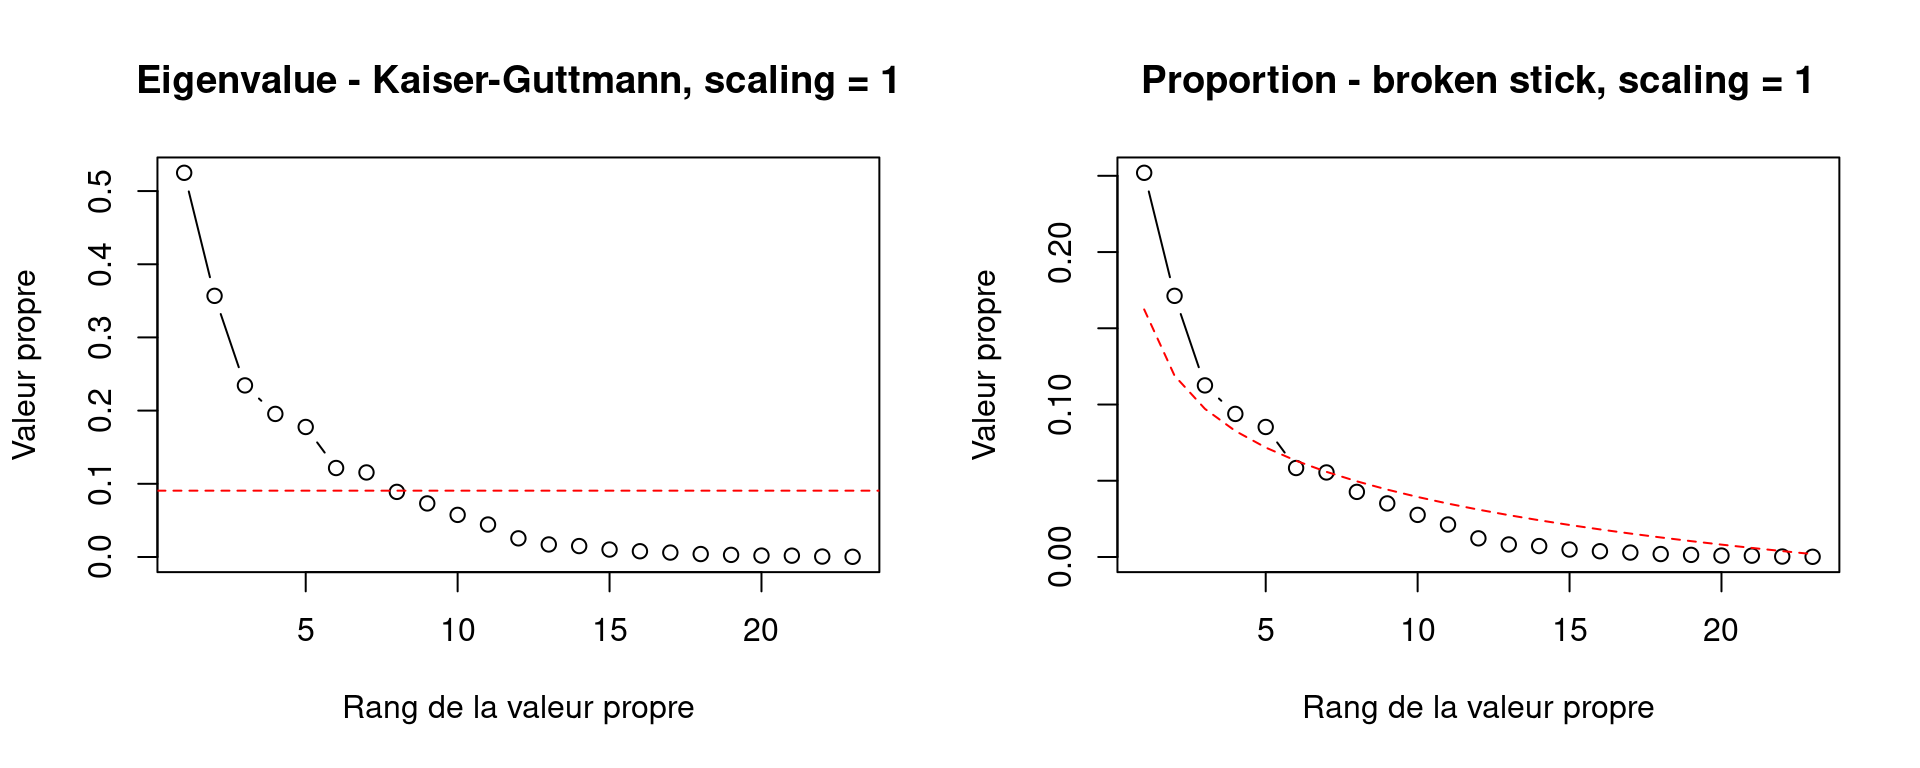 Eigenvalue - Kaiser-Guttmann, scaling = 1
Valeur propre
0.5
0.4
0.3
0.2
0.1
0.0
5 10 15 20
Rang de la valeur propre
Proportion - broken stick, scaling = 1
Valeur propre
0.20
0.10
0.00
5 10 15 20
Rang de la valeur propre